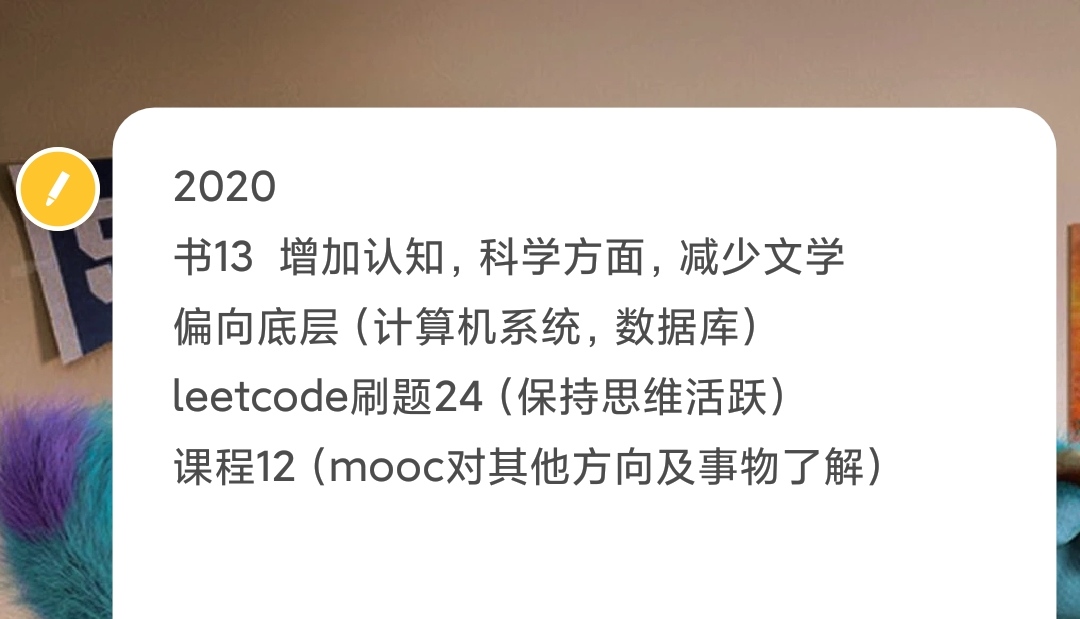 2020
书13  增加认知，科学方面，减少文学
偏向底层（计算机系统，数据库）
leetcode刷题24（保持思维活跃）
课程12（mooc对其他方向及事物了解）